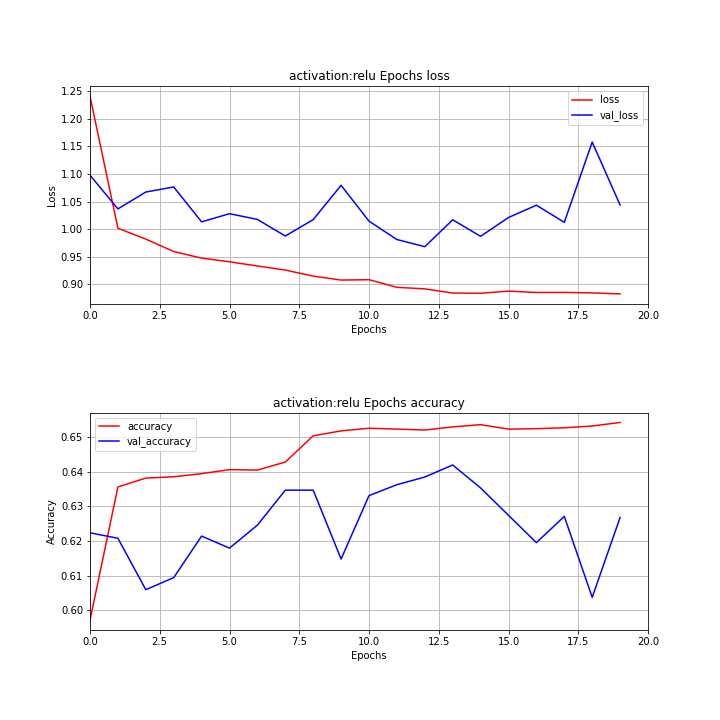 activation:relu Epochs loss
1.25
1.20
1.15
1.10
1.05
1.00
0.95
0.90
Loss
loss
val_loss
0.0 2.5 5.0 7.5 10.0 12.5 15.0 17.5 20.0
Epochs
activation:relu Epochs accuracy
accuracy
val_accuracy
0.65
0.64
0.63
0.62
0.61
0.60
Accuracy
0.0 2.5 5.0 7.5 10.0 12.5 15.0 17.5 20.0
Epochs